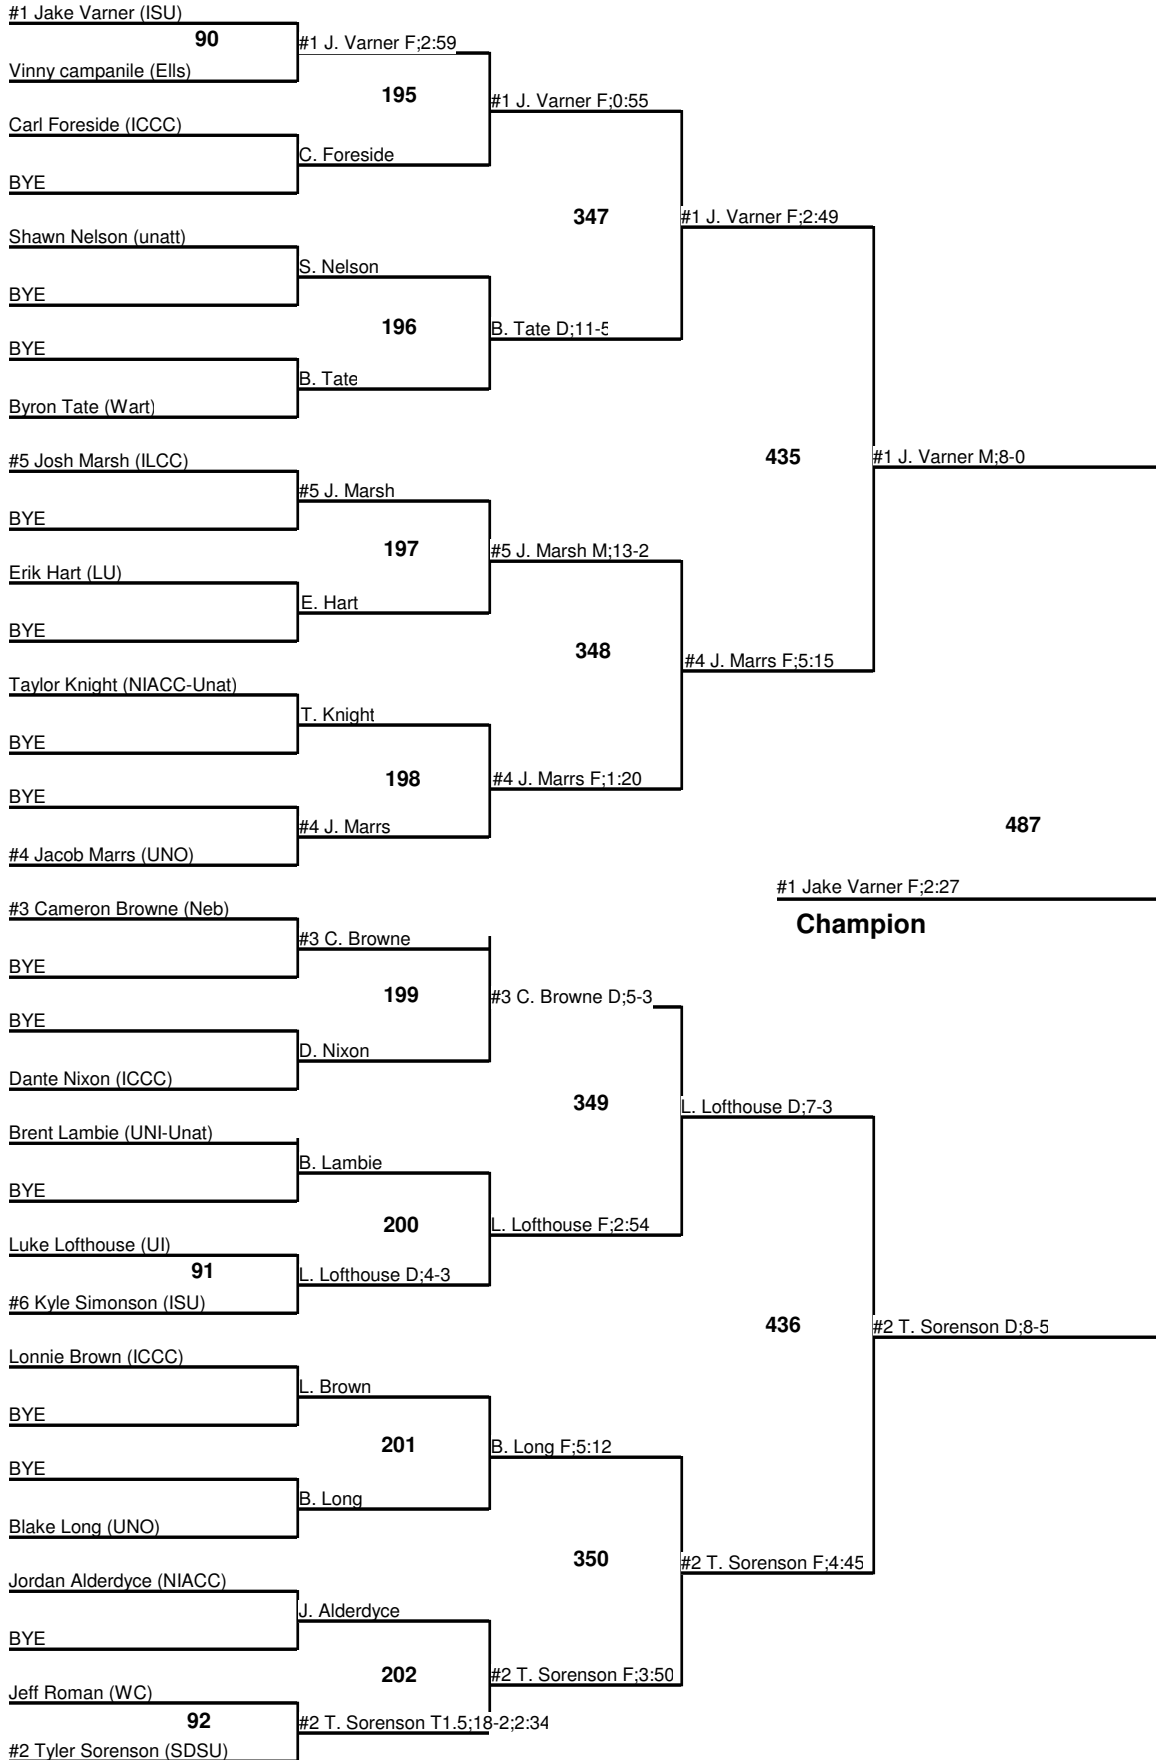 #1 Jake Varner (ISU)
90
#1 J. Varner F;2:59
Vinny campanile (Ells)
195
#1 J. Varner F;0:55
Carl Foreside (ICCC)
C. Foreside
BYE
347
#1 J. Varner F;2:49
Shawn Nelson (unatt)
S. Nelson
BYE
196
B. Tate D;11-5
BYE
B. Tate
Byron Tate (Wart)
435
#1 J. Varner M;8-0
#5 Josh Marsh (ILCC)
#5 J. Marsh
BYE
197
#5 J. Marsh M;13-2
Erik Hart (LU)
E. Hart
BYE
348
#4 J. Marrs F;5:15
Taylor Knight (NIACC-Unat)
T. Knight
BYE
198
#4 J. Marrs F;1:20
BYE
#4 J. Marrs
487
#4 Jacob Marrs (UNO)
#1 Jake Varner F;2:27
Champion
#3 Cameron Browne (Neb)
#3 C. Browne
BYE
199
#3 C. Browne D;5-3
BYE
D. Nixon
Dante Nixon (ICCC)
349
L. Lofthouse D;7-3
Brent Lambie (UNI-Unat)
B. Lambie
BYE
200
L. Lofthouse F;2:54
Luke Lofthouse (UI)
91
L. Lofthouse D;4-3
#6 Kyle Simonson (ISU)
436
#2 T. Sorenson D;8-5
Lonnie Brown (ICCC)
L. Brown
BYE
201
B. Long F;5:12
BYE
B. Long
Blake Long (UNO)
350
#2 T. Sorenson F;4:45
Jordan Alderdyce (NIACC)
J. Alderdyce
BYE
202
#2 T. Sorenson F;3:50
Jeff Roman (WC)
92
#2 T. Sorenson T1.5;18-2;2:34
#2 Tyler Sorenson (SDSU)